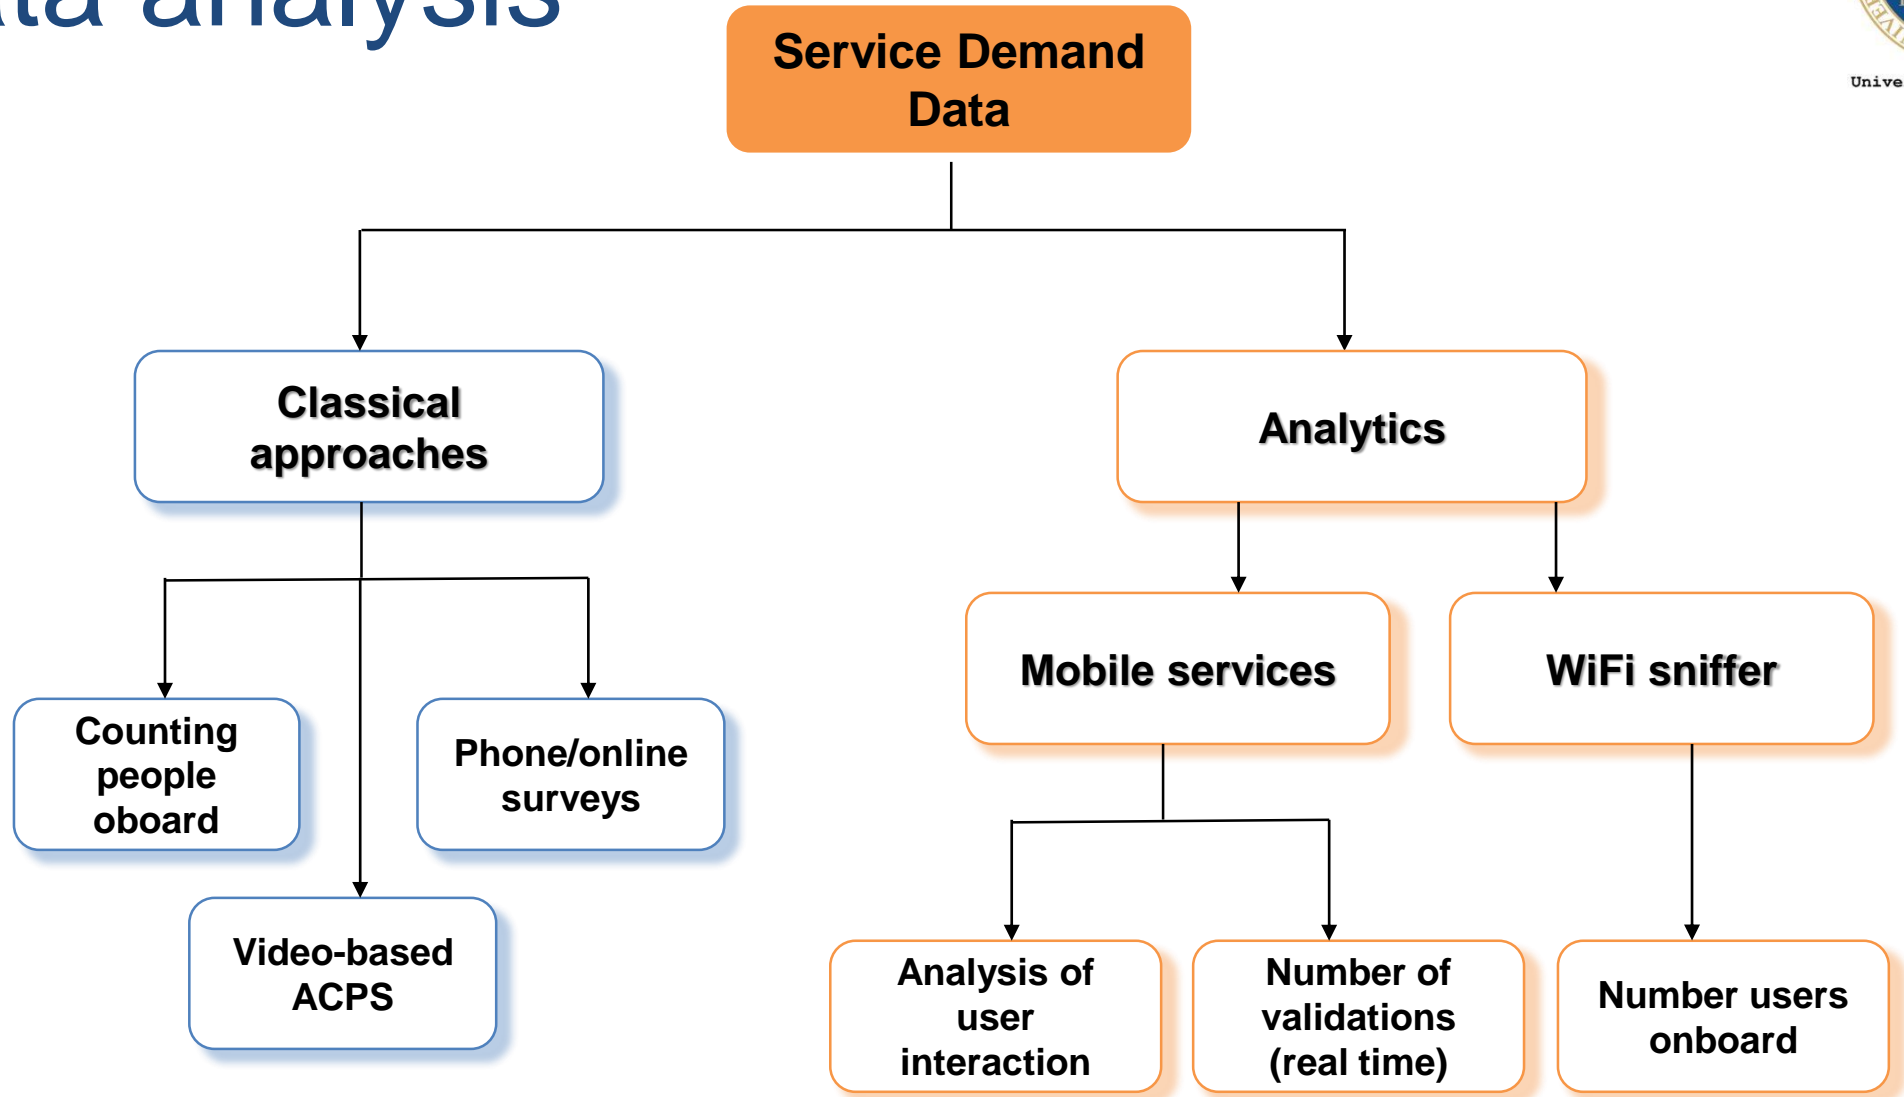 analysis
Service Demand
Data
Classical
approaches
Analytics
Mobile services
WiFi sniffer
Counting
people
oboard
Phone/online
surveys
Video-based
ACPS
Analysis of
user
interaction
Number of
validations
(real time)
Number users
onboard